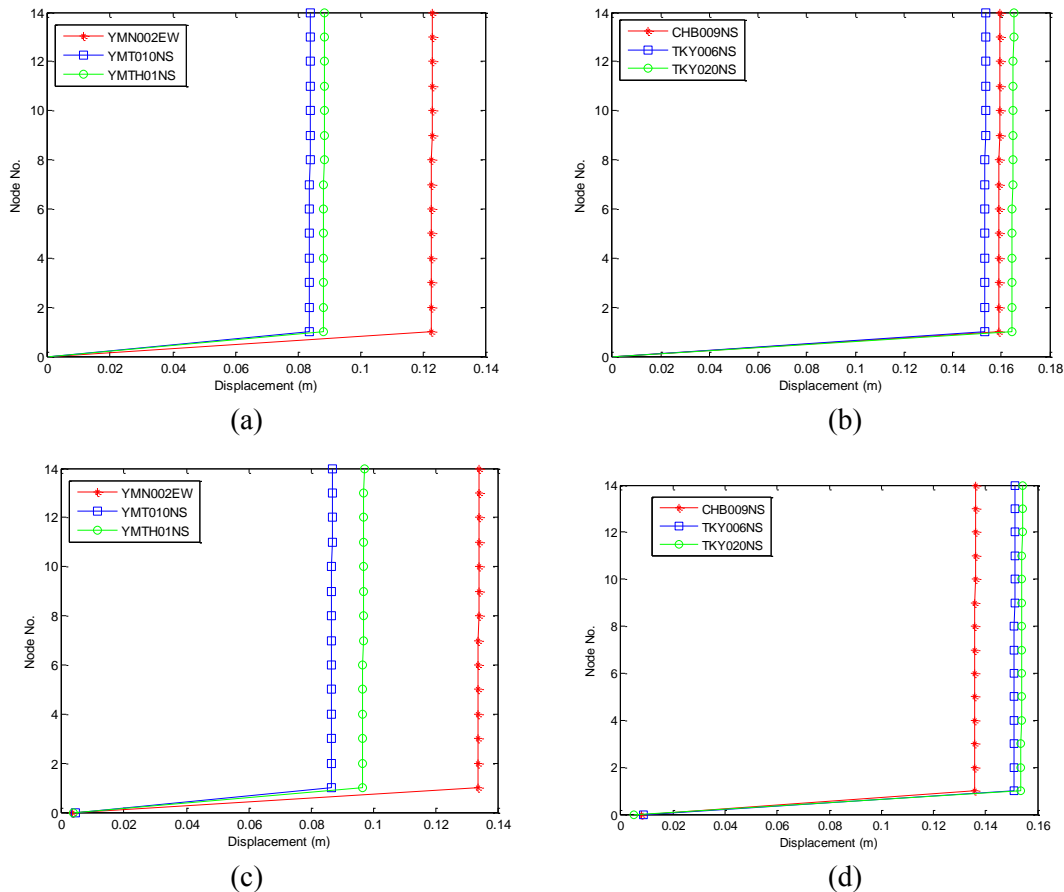 14
12
10
8
6
4
2
0
Node No.
YMN002EW
YMT010NS
YMTH01NS
0 0.02 0.04 0.06 0.08 0.1 0.12 0.14
Displacement (m)
(a)
14
12
10
8
6
4
2
0
Node No.
CHB009NS
TKY006NS
TKY020NS
0 0.02 0.04 0.06 0.08 0.1 0.12 0.14 0.16 0.18
Displacement (m)
(b)
14
12
10
8
6
4
2
0
Node No.
YMN002EW
YMT010NS
YMTH01NS
0 0.02 0.04 0.06 0.08 0.1 0.12 0.14
Displacement (m)
(c)
14
12
10
8
6
4
2
0
Node No.
CHB009NS
TKY006NS
TKY020NS
0 0.02 0.04 0.06 0.08 0.1 0.12 0.14 0.16
Displacement (m)
(d)